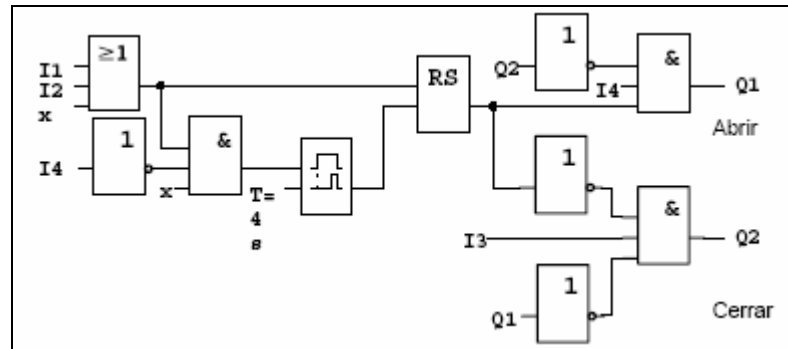 ≥1
I1
I2
x
1
I4
&
x
T=
4
s
RS
1
Q2
I4
&
Q1
Abrir
1
I3
&
Q2
1
Q1
Cerrar